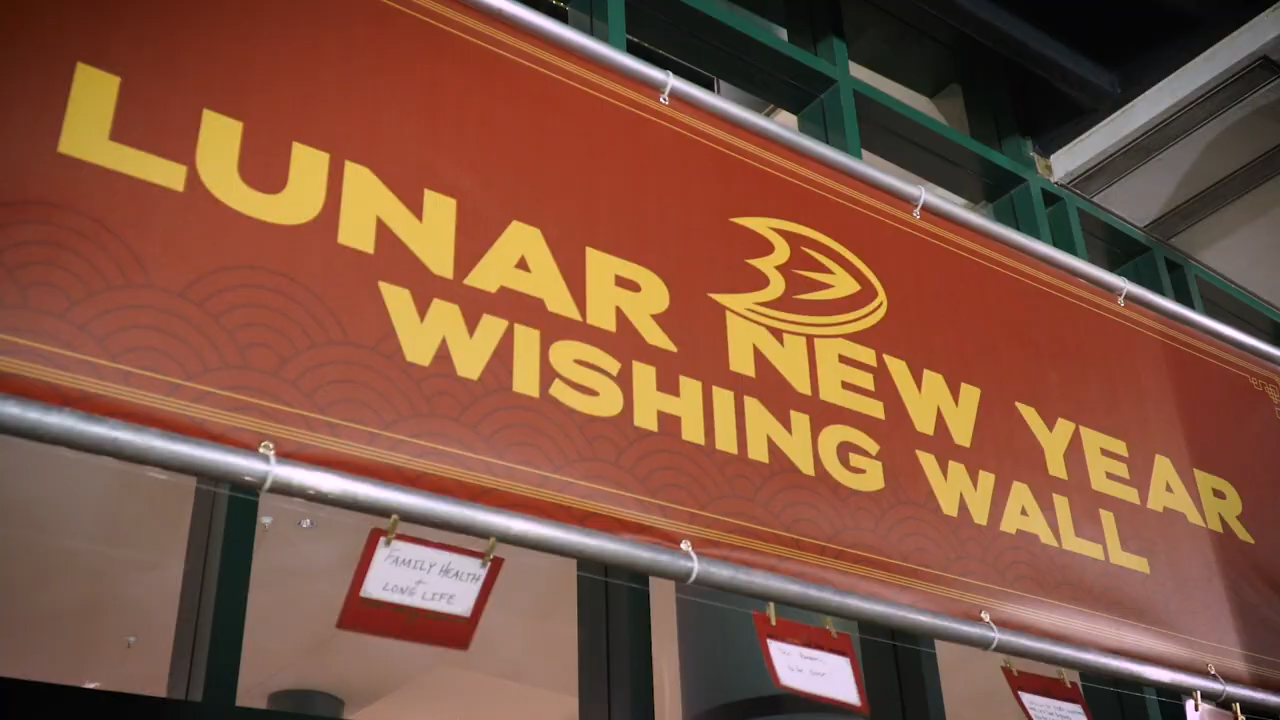 LUNAR NEW YEAR
WISHING WALL
FAMILY HEALTH
+
LONG LIFE